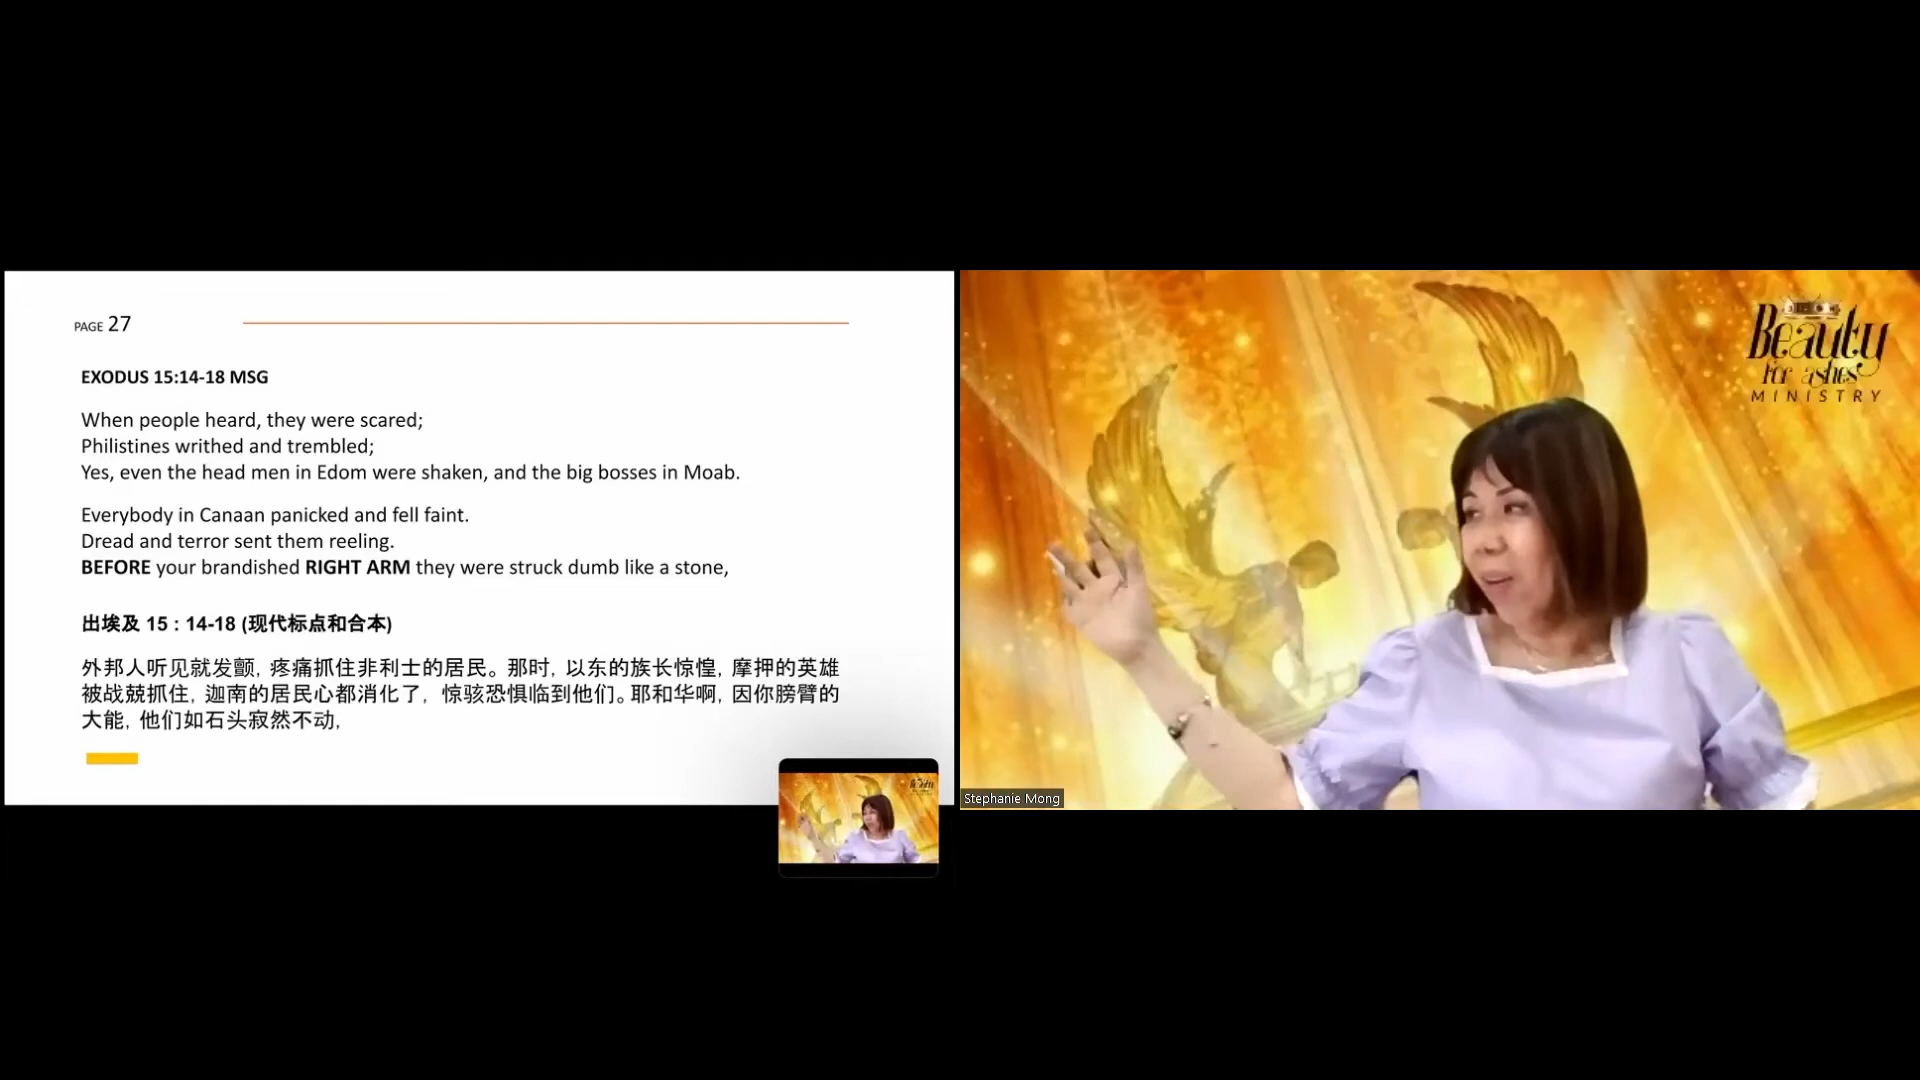 PAGE 27
EXODUS 15:14-18 MSG
When people heard, they were scared;
Philistines writhed and trembled;
Yes, even the head men in Edom were shaken, and the big bosses in Moab.
Everybody in Canaan panicked and fell faint.
Dread and terror sent them reeling.
BEFORE your brandished RIGHT ARM they were struck dumb like a stone,
出埃及 15 : 14-18 (现代标点和合本)
外邦人听见就发颤, 疼痛抓住非利士的居民。那时, 以东的族长惊惶, 摩押的英雄
被战兢抓住, 迦南的居民心都消化了, 惊骇恐惧临到他们。耶和华啊, 因你膀臂的
大能, 他们如石头寂然不动,
Beauty
For ashes
MINISTRY
Stephanie Mong